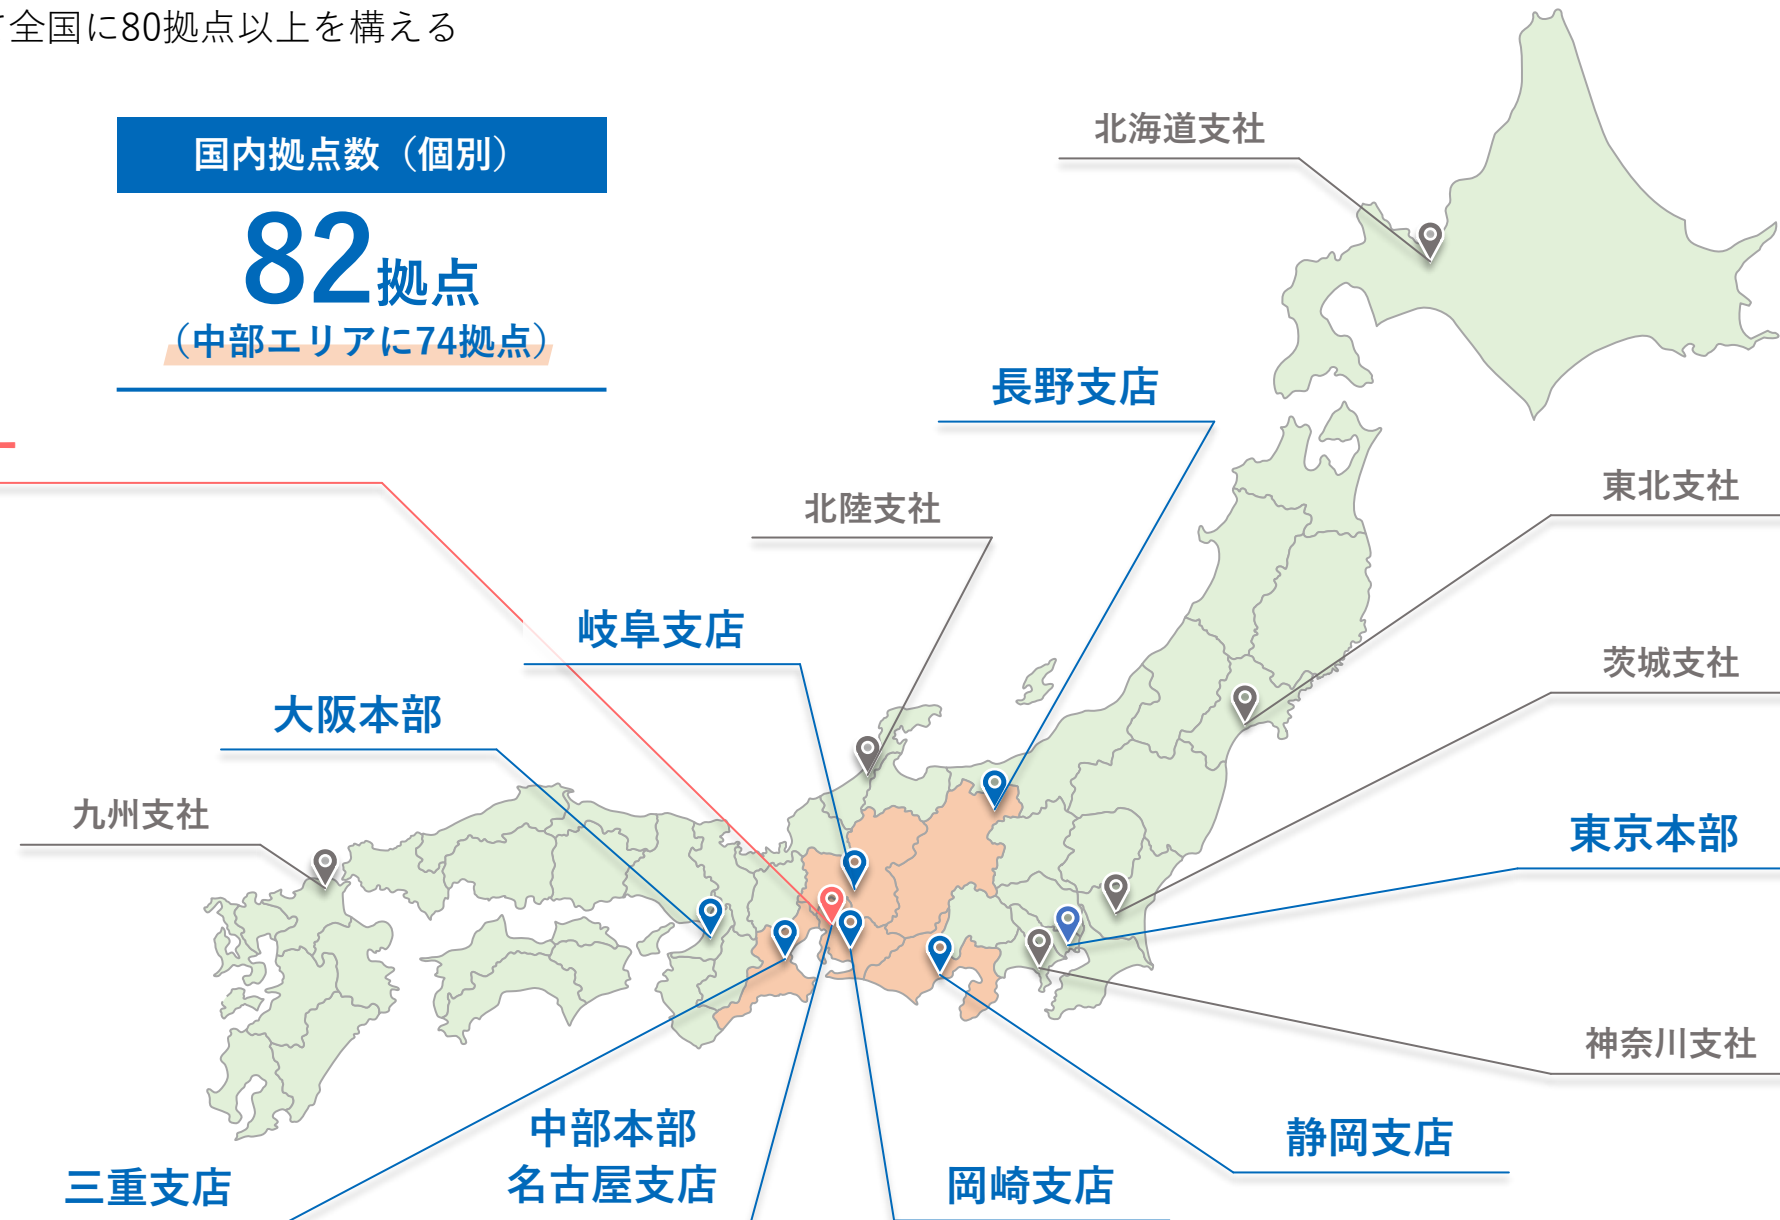 全国に80拠点以上を構える
国内拠点数（個別）
82拠点
（中部エリアに74拠点）
北海道支社
長野支店
東北支社
北陸支社
岐阜支店
茨城支社
大阪本部
九州支社
東京本部
神奈川支社
中部本部
名古屋支店
静岡支店
三重支店
岡崎支店